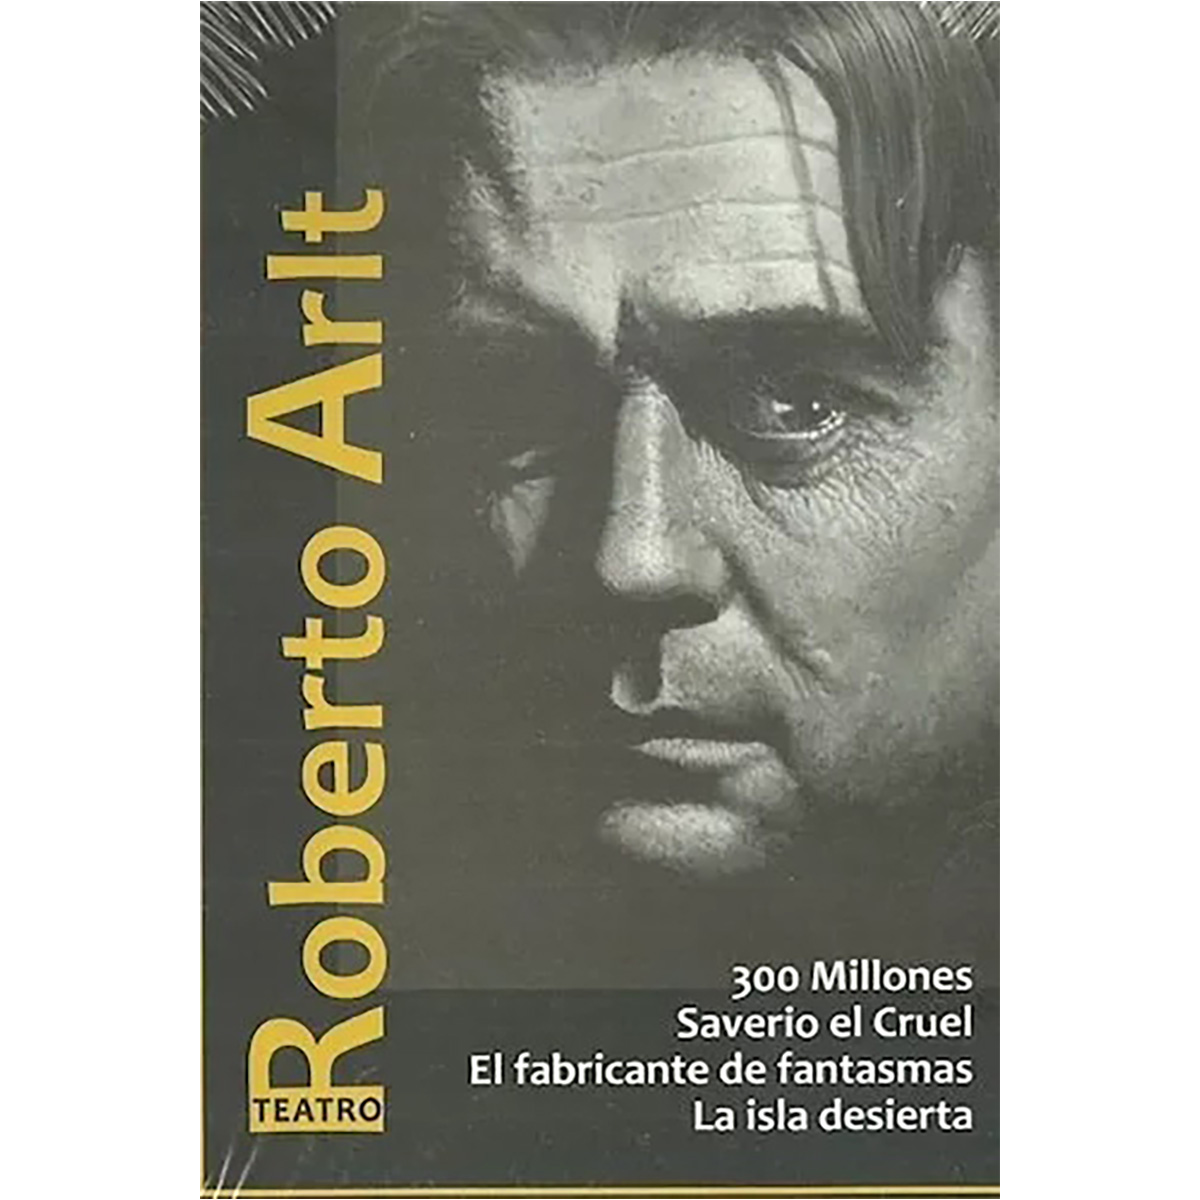 Roberto Arlt
TEATRO
300 Millones
Saverio el Cruel
El fabricante de fantasmas
La isla desierta